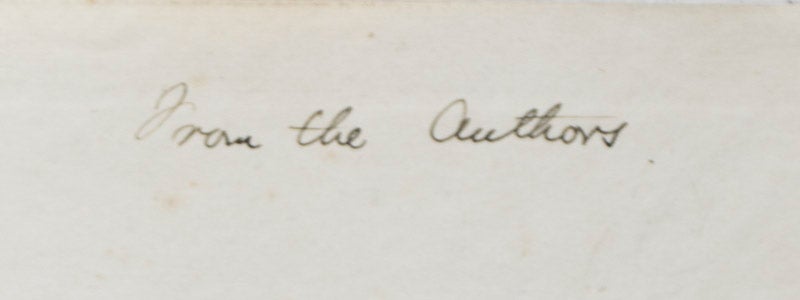 From the Authors.